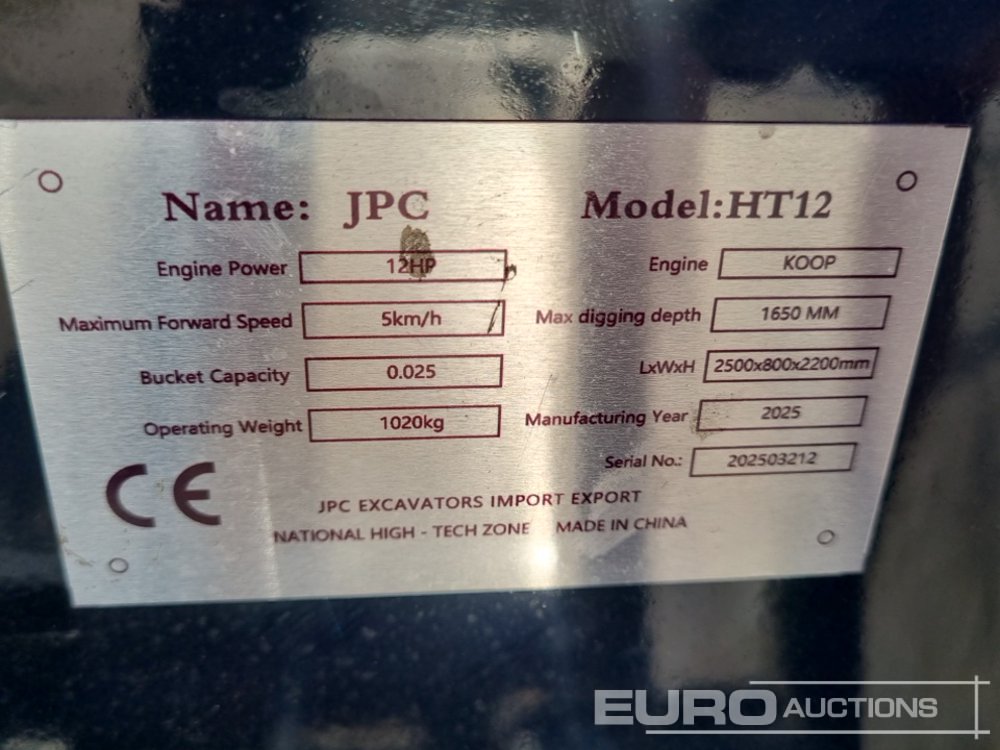 Name: JPC Model:HT12
Engine Power 12HP Engine KOOP
Maximum Forward Speed 5km/h Max digging depth 1650 MM
Bucket Capacity 0.025 LxWxH 2500x800x2200mm
Operating Weight 1020kg Manufacturing Year 2025
Serial No.: 202503212
CE
JPC EXCAVATORS IMPORT EXPORT
NATIONAL HIGH - TECH ZONE MADE IN CHINA
EURO AUCTIONS